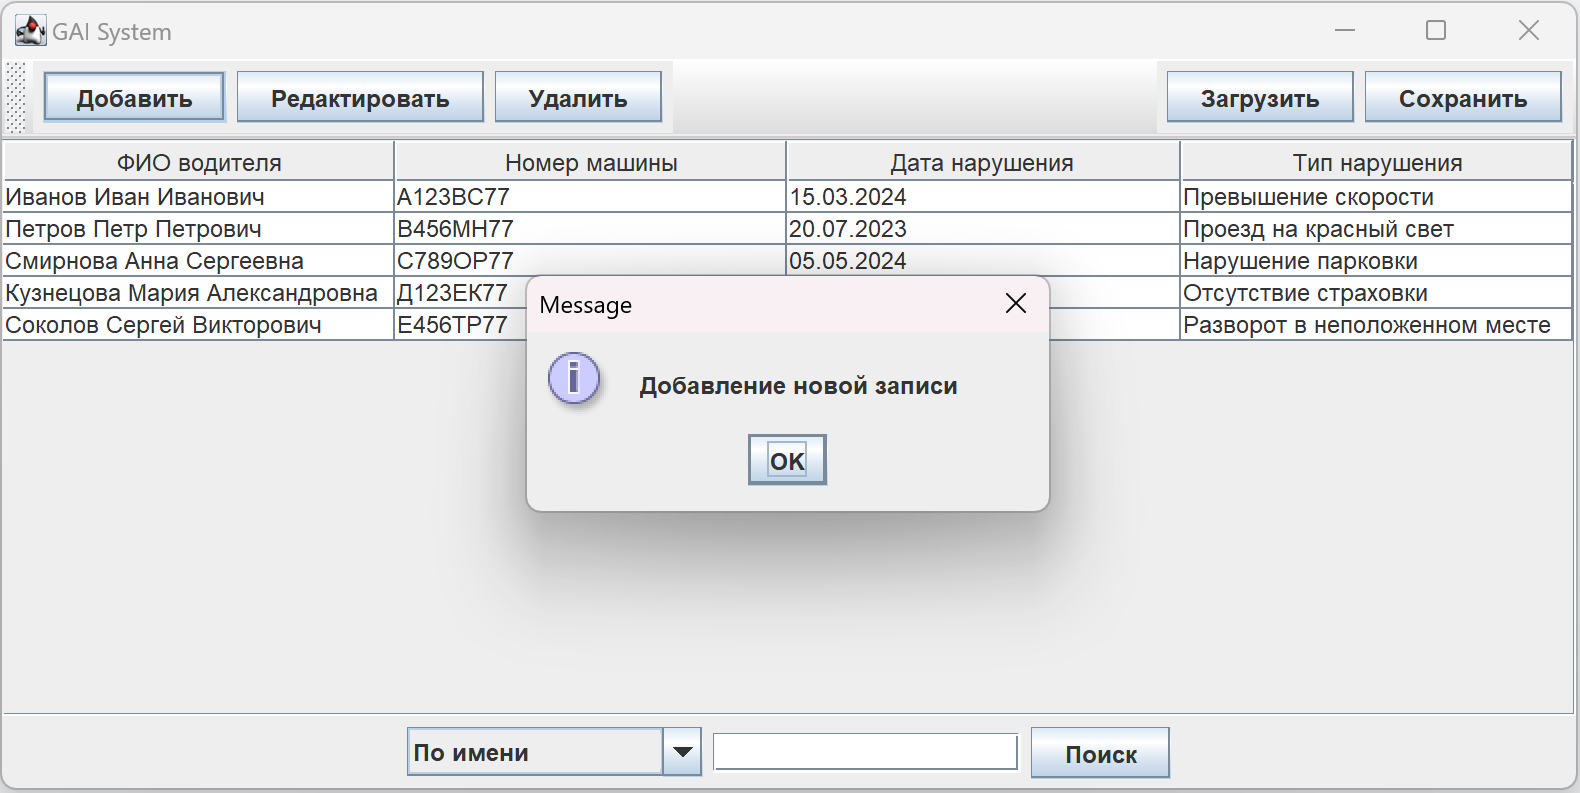 GAI System
Добавить Редактировать Удалить Загрузить Сохранить
ФИО водителя Номер машины Дата нарушения Тип нарушения
Иванов Иван Иванович А123ВС77 15.03.2024 Превышение скорости
Петров Петр Петрович В456МН77 20.07.2023 Проезд на красный свет
Смирнова Анна Сергеевна С789ОР77 05.05.2024 Нарушение парковки
Кузнецова Мария Александровна Д123ЕК77 Отсутствие страховки
Соколов Сергей Викторович Е456ТР77 Разворот в неположенном месте
Message
Добавление новой записи
OK
По имени Поиск